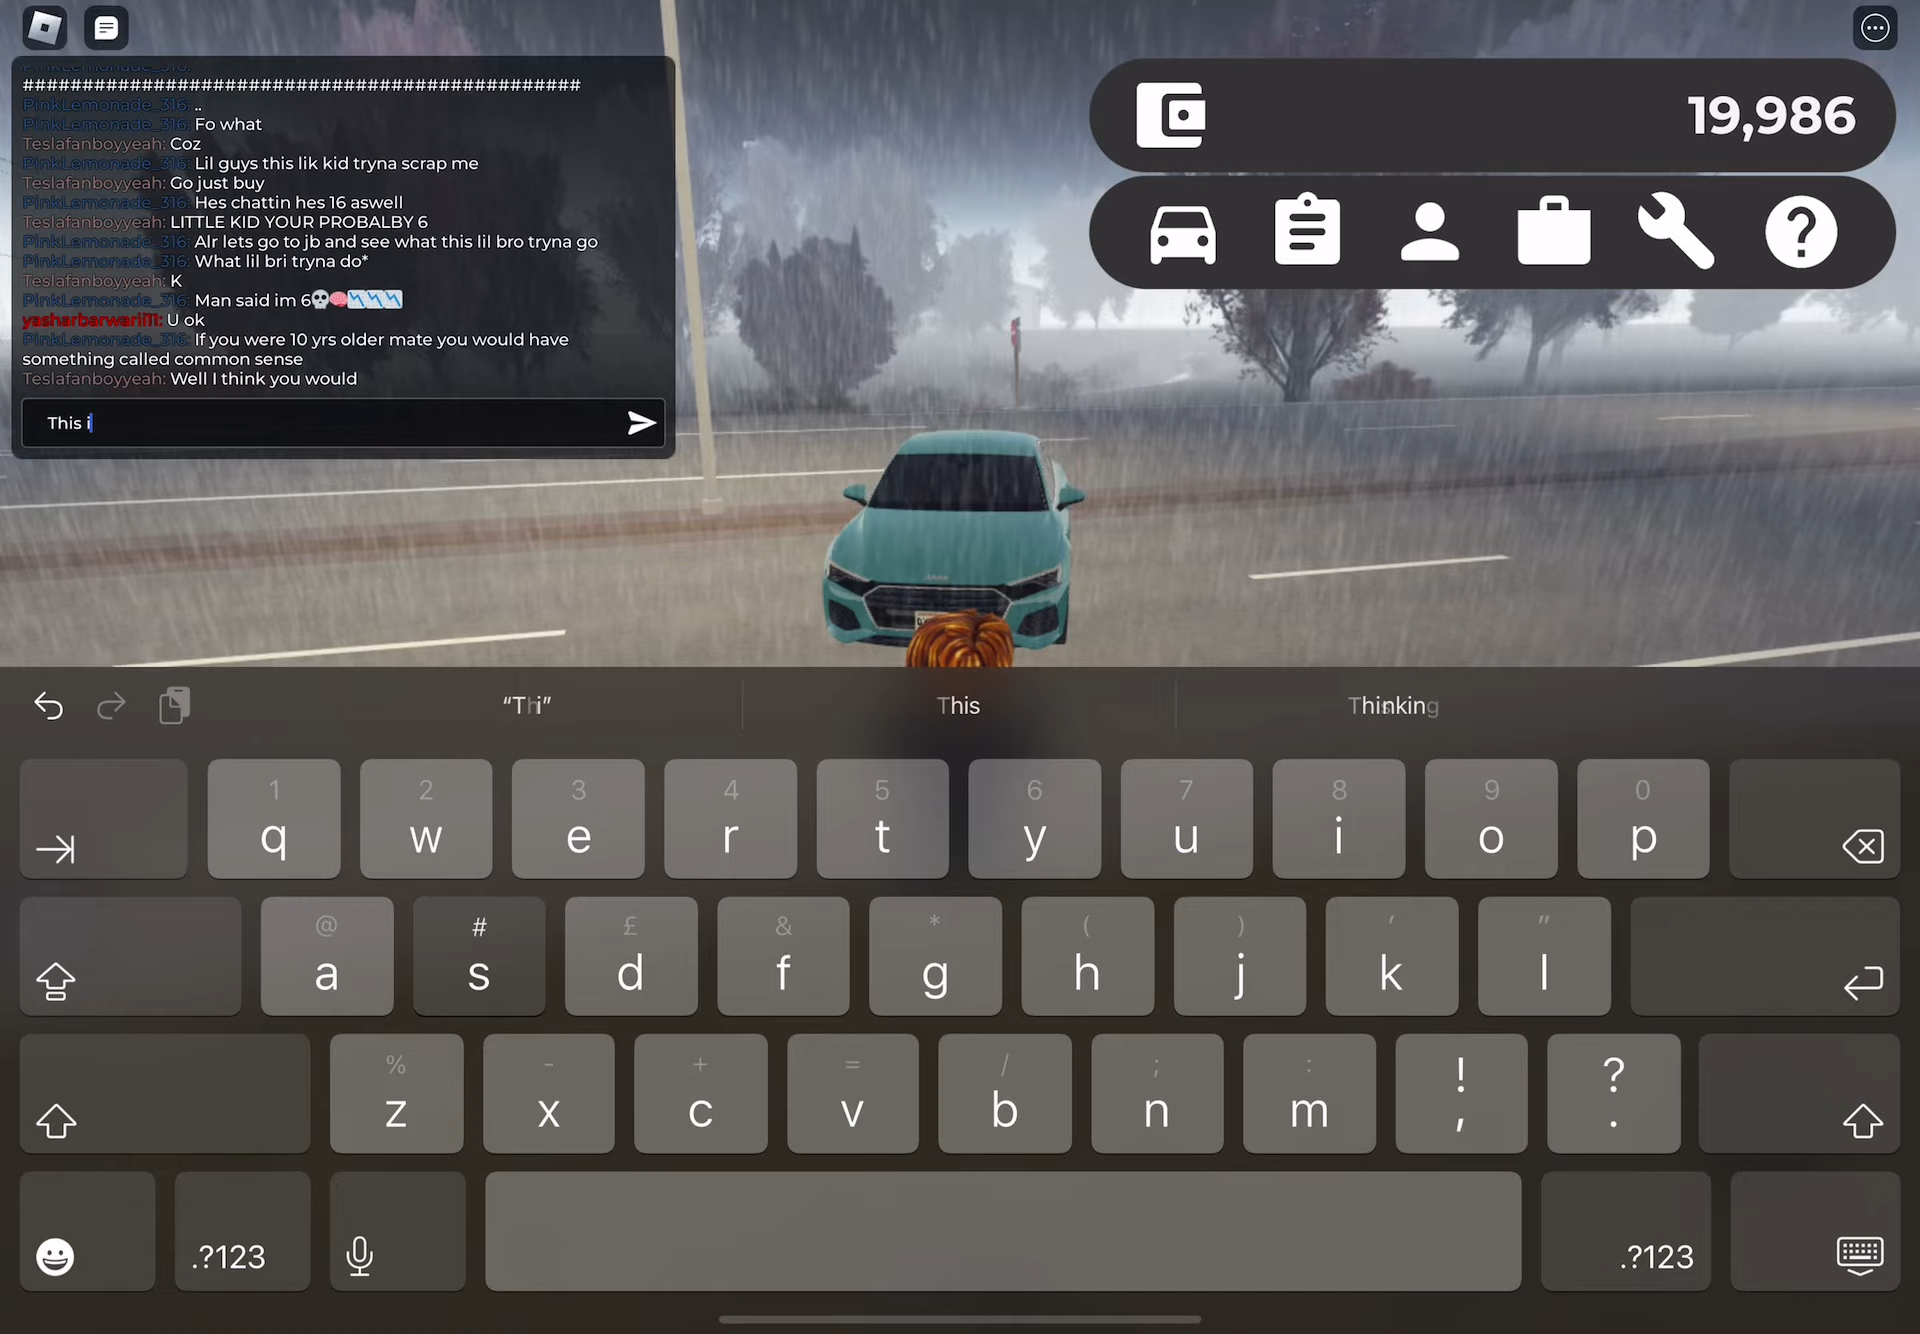 PinkLemonade_316:
###############################################
PinkLemonade_316: ..
PinkLemonade_316: Fo what
Teslafanboyyeah: Coz
PinkLemonade_316: Lil guys this lik kid tryna scrap me
Teslafanboyyeah: Go just buy
PinkLemonade_316: Hes chattin hes 16 aswell
Teslafanboyyeah: LITTLE KID YOUR PROBALBY 6
PinkLemonade_316: Alr lets go to jb and see what this lil bro tryna go
PinkLemonade_316: What lil bri tryna do*
Teslafanboyyeah: K
PinkLemonade_316: Man said im 6💀🧠📉📉📉
U ok
PinkLemonade_316: If you were 10 yrs older mate you would have
something called common sense
Teslafanboyyeah: Well I think you would
This i
19,986
"Thi" This Thinking
1 2 3 4 5 6 7 8 9 0
q w e r t y u i o p
@ # £ & * ( ) ' "
a s d f g h j k l
% - + = / ; : ! ?
z x c v b n m , .
.?123 .?123